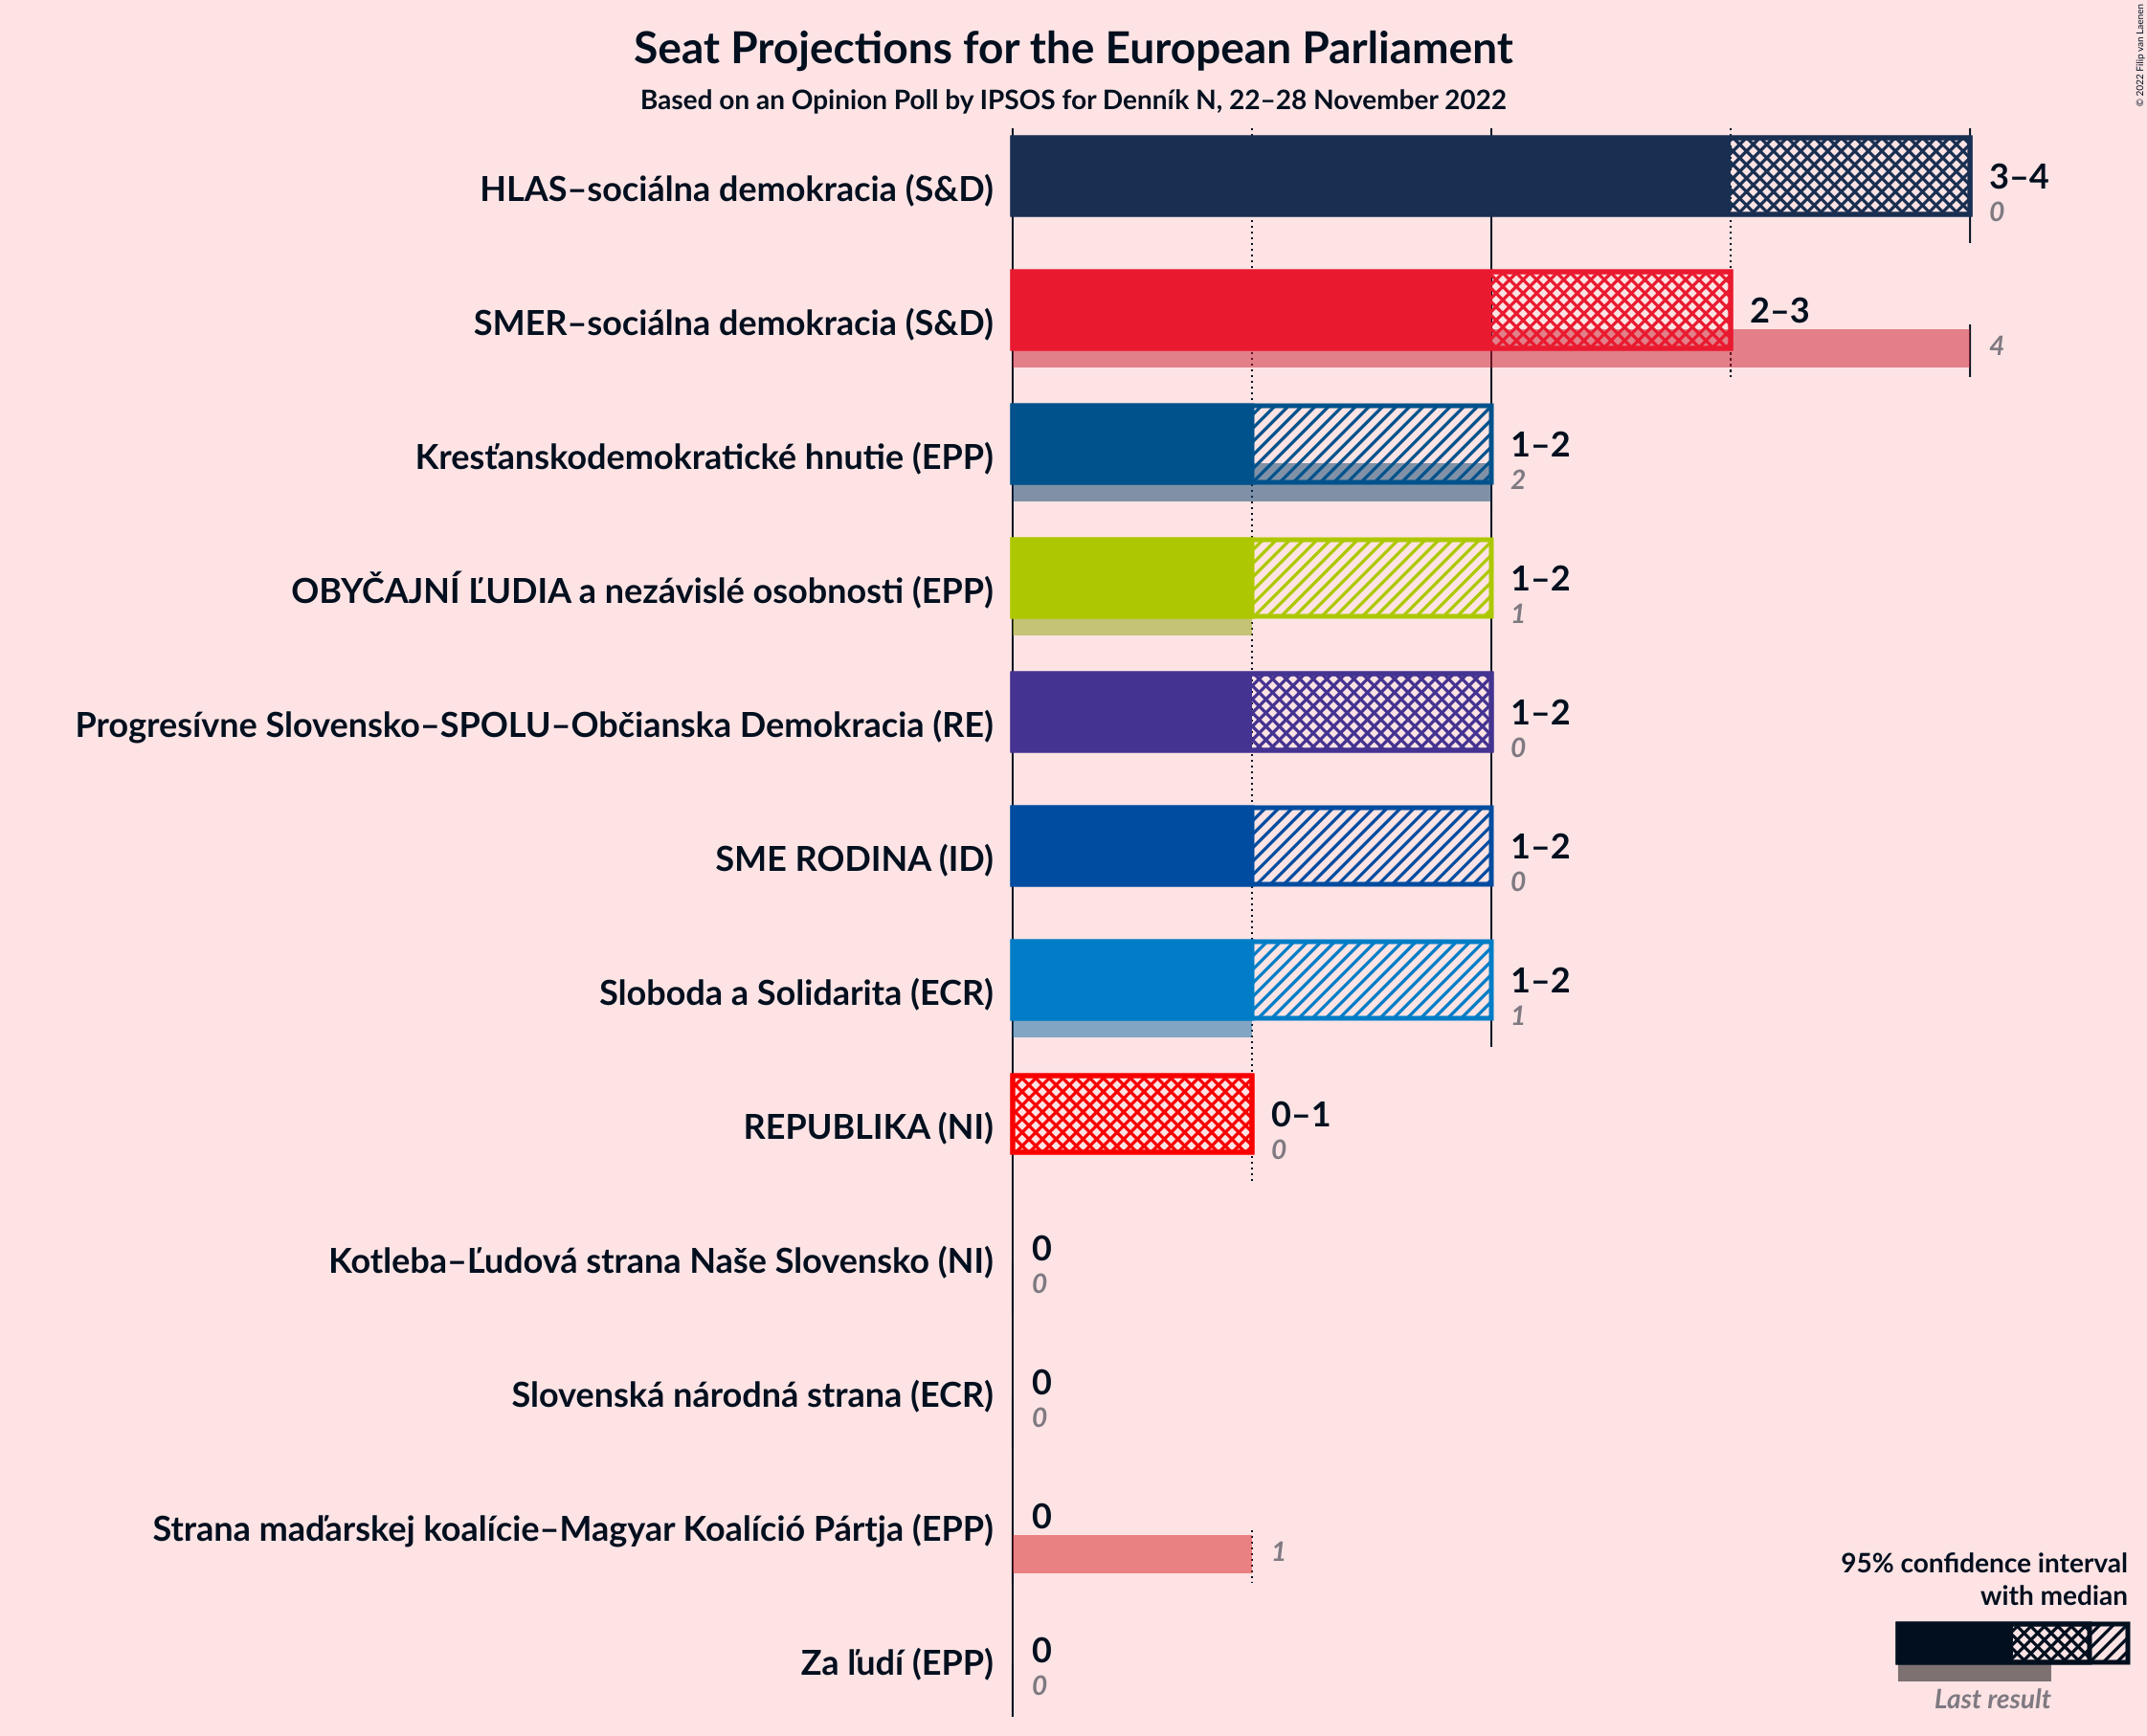 Seat Projections for the European Parliament
Based on an Opinion Poll by IPSOS for Denník N, 22–28 November 2022
© 2022 Filip van Laenen
HLAS–sociálna demokracia (S&D)
3–4
0
SMER–sociálna demokracia (S&D)
2–3
4
Kresťanskodemokratické hnutie (EPP)
1–2
2
OBYČAJNÍ ĽUDIA a nezávislé osobnosti (EPP)
1–2
1
Progresívne Slovensko–SPOLU–Občianska Demokracia (RE)
1–2
0
SME RODINA (ID)
1–2
0
Sloboda a Solidarita (ECR)
1–2
1
REPUBLIKA (NI)
0–1
0
Kotleba–Ľudová strana Naše Slovensko (NI)
0
0
Slovenská národná strana (ECR)
0
0
Strana maďarskej koalície–Magyar Koalíció Pártja (EPP)
0
1
Za ľudí (EPP)
0
0
95% confidence interval
with median
Last result